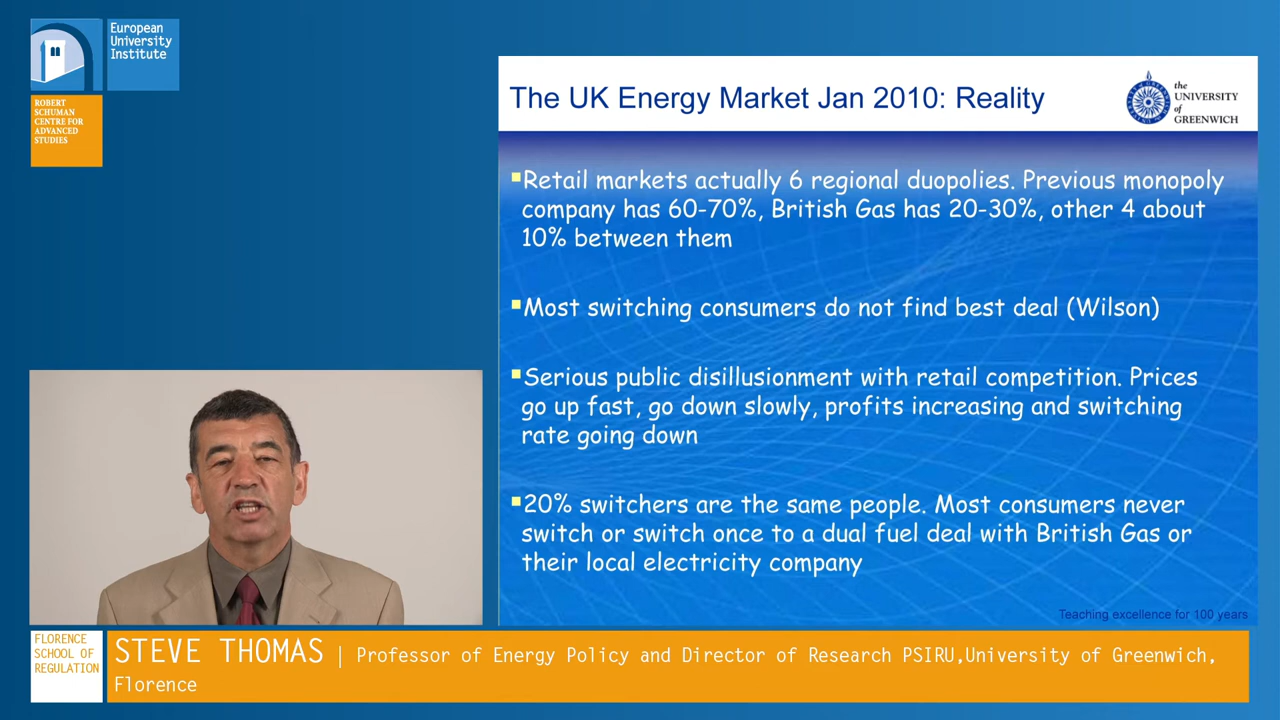 European
University
Institute
ROBERT
SCHUMAN
CENTRE FOR
ADVANCED
STUDIES
The UK Energy Market Jan 2010: Reality
the
UNIVERSITY
of
GREENWICH
▪Retail markets actually 6 regional duopolies. Previous monopoly
company has 60-70%, British Gas has 20-30%, other 4 about
10% between them
▪Most switching consumers do not find best deal (Wilson)
▪Serious public disillusionment with retail competition. Prices
go up fast, go down slowly, profits increasing and switching
rate going down
▪20% switchers are the same people. Most consumers never
switch or switch once to a dual fuel deal with British Gas or
their local electricity company
Teaching excellence for 100 years
FLORENCE
SCHOOL OF
REGULATION
STEVE THOMAS | Professor of Energy Policy and Director of Research PSIRU,University of Greenwich,
Florence